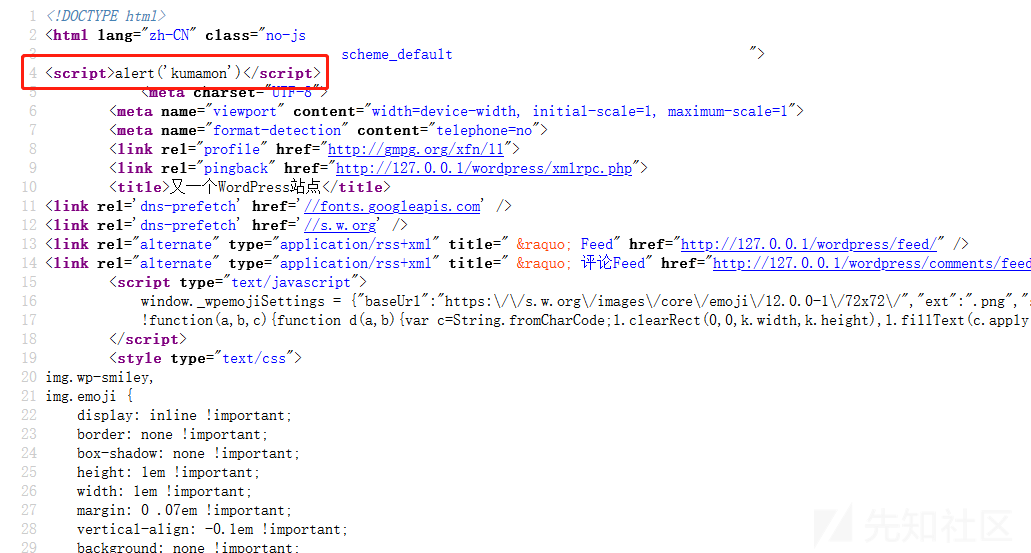 1 <!DOCTYPE html>
2 <html lang="zh-CN" class="no-js
3 scheme_default ">
4 <script>alert('kumamon')</script>
5 <meta charset="UTF-8">
6 <meta name="viewport" content="width=device-width, initial-scale=1, maximum-scale=1">
7 <meta name="format-detection" content="telephone=no">
8 <link rel="profile" href="http://gmpg.org/xfn/11">
9 <link rel="pingback" href="http://127.0.0.1/wordpress/xmlrpc.php">
10 <title>又一个WordPress站点</title>
11 <link rel='dns-prefetch' href='//fonts.googleapis.com' />
12 <link rel='dns-prefetch' href='//s.w.org' />
13 <link rel="alternate" type="application/rss+xml" title=" &raquo; Feed" href="http://127.0.0.1/wordpress/feed/" />
14 <link rel="alternate" type="application/rss+xml" title=" &raquo; 评论Feed" href="http://127.0.0.1/wordpress/comments/feed
15 <script type="text/javascript">
16 window._wpemojiSettings = {"baseUrl":"https:\/\/s.w.org\/images\/core\/emoji\/12.0.0-1\/72x72\/","ext":".png","
17 !function(a,b,c){function d(a,b){var c=String.fromCharCode;l.clearRect(0,0,k.width,k.height),l.fillText(c.apply
18 </script>
19 <style type="text/css">
20 img.wp-smiley,
21 img.emoji {
22 display: inline !important;
23 border: none !important;
24 box-shadow: none !important;
25 height: 1em !important;
26 width: 1em !important;
27 margin: 0 .07em !important;
28 vertical-align: -0.1em !important;
29 background: none !important;
先知社区